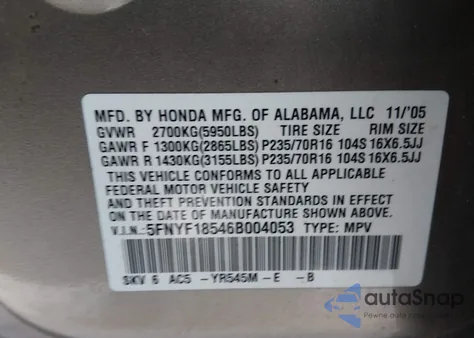 MFD. BY HONDA MFG. OF ALABAMA, LLC 11/'05
GVWR 2700KG(5950LBS) TIRE SIZE RIM SIZE
GAWR F 1300KG(2865LBS) P235/70R16 104S 16X6.5JJ
GAWR R 1430KG(3155LBS) P235/70R16 104S 16X6.5JJ
THIS VEHICLE CONFORMS TO ALL APPLICABLE
FEDERAL MOTOR VEHICLE SAFETY
STANDARDS IN EFFECT ON THE DATE OF
MANUFACTURE SHOWN ABOVE.
V.I.N.: 5FNYF18546B004053 TYPE: MPV
SKV 6 AC5 -YR545M-E -B
autoSnap
Pewne auto z USA